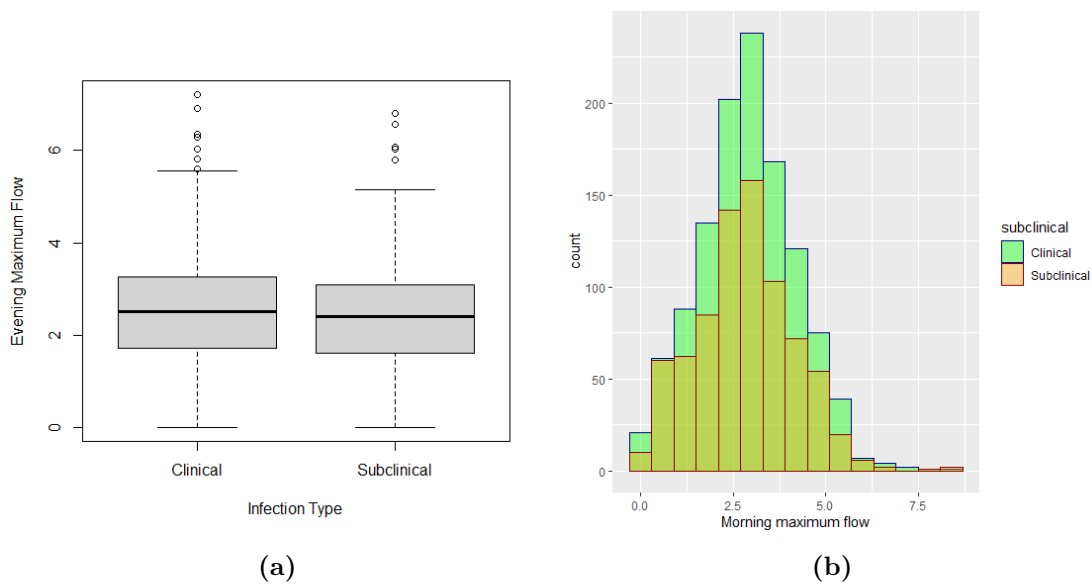 Evening Maximum Flow
6
4
2
0
Clinical
Subclinical
Infection Type
(a)
count
200
150
100
50
0
0.0
2.5
5.0
7.5
Morning maximum flow
subclinical
Clinical
Subclinical
(b)